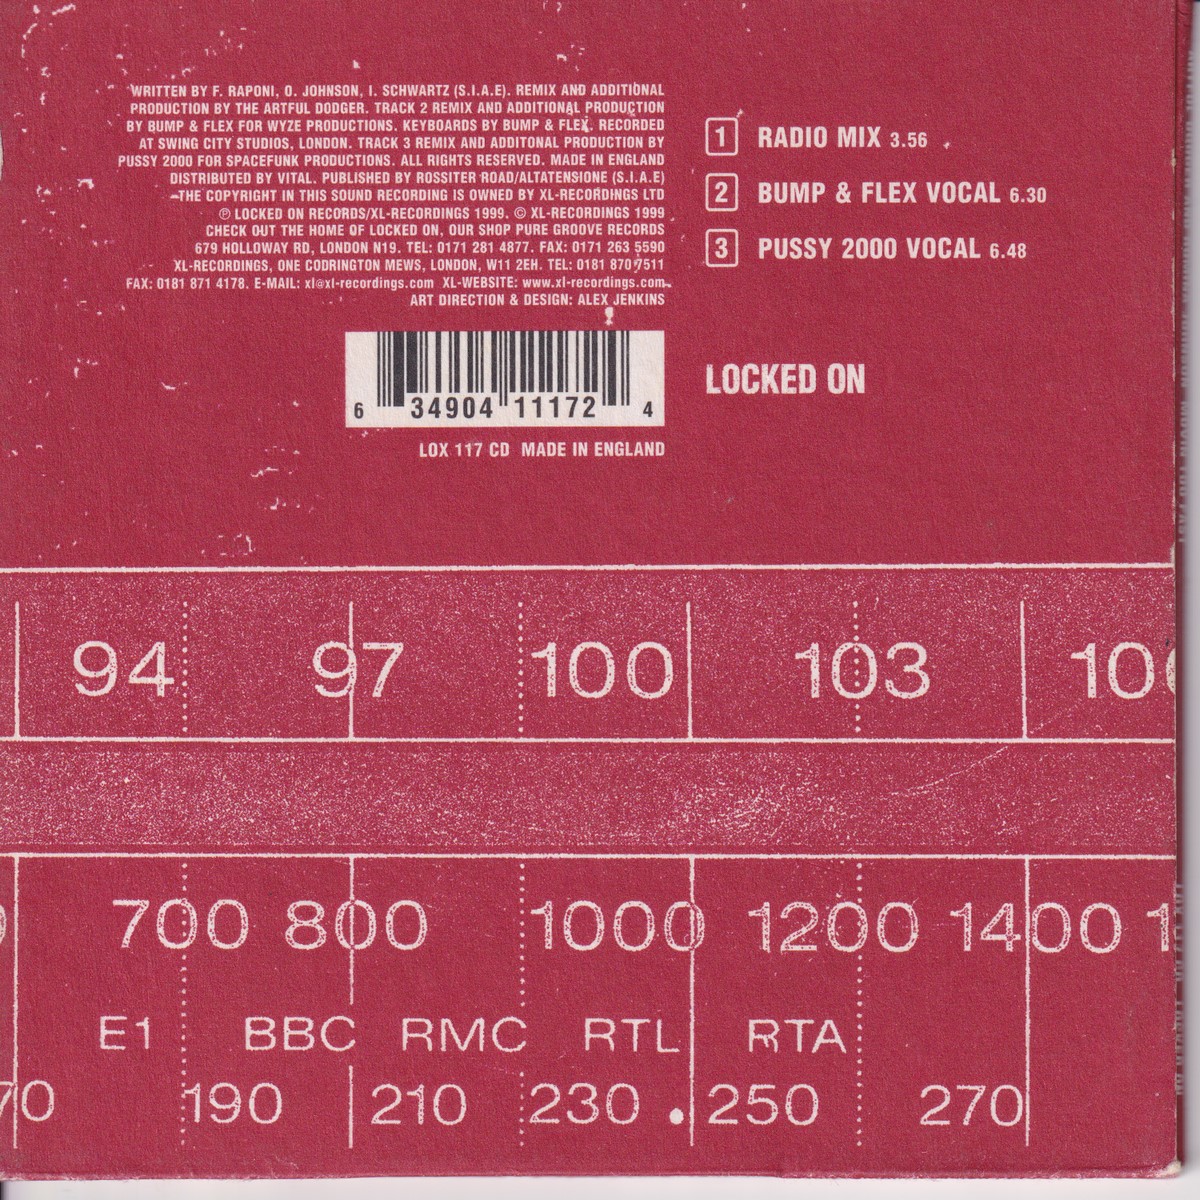 WRITTEN BY F. RAPONI, O. JOHNSON, I. SCHWARTZ (S.I.A.E). REMIX AND ADDITIONAL
PRODUCTION BY THE ARTFUL DODGER. TRACK 2 REMIX AND ADDITIONAL PRODUCTION
BY BUMP & FLEX FOR WYZE PRODUCTIONS. KEYBOARDS BY BUMP & FLEX. RECORDED
AT SWING CITY STUDIOS, LONDON. TRACK 3 REMIX AND ADDITONAL PRODUCTION BY
PUSSY 2000 FOR SPACEFUNK PRODUCTIONS. ALL RIGHTS RESERVED. MADE IN ENGLAND
DISTRIBUTED BY VITAL. PUBLISHED BY ROSSITER ROAD/ALTATENSIONE (S.I.A.E)
THE COPYRIGHT IN THIS SOUND RECORDING IS OWNED BY XL-RECORDINGS LTD
℗ LOCKED ON RECORDS/XL-RECORDINGS 1999. © XL-RECORDINGS 1999
CHECK OUT THE HOME OF LOCKED ON, OUR SHOP PURE GROOVE RECORDS
679 HOLLOWAY RD, LONDON N19. TEL: 0171 281 4877. FAX: 0171 263 5590
XL-RECORDINGS, ONE CODRINGTON MEWS, LONDON, W11 2EH. TEL: 0181 870 7511
FAX: 0181 871 4178. E-MAIL: xl@xl-recordings.com XL-WEBSITE: www.xl-recordings.com
ART DIRECTION & DESIGN: ALEX JENKINS
6 34904 11172 4
LOX 117 CD MADE IN ENGLAND
1 RADIO MIX 3.56
2 BUMP & FLEX VOCAL 6.30
3 PUSSY 2000 VOCAL 6.48
LOCKED ON
94 97 100 103 10
700 800 1000 1200 1400 1
E1 BBC RMC RTL RTA
70 190 210 230 250 270